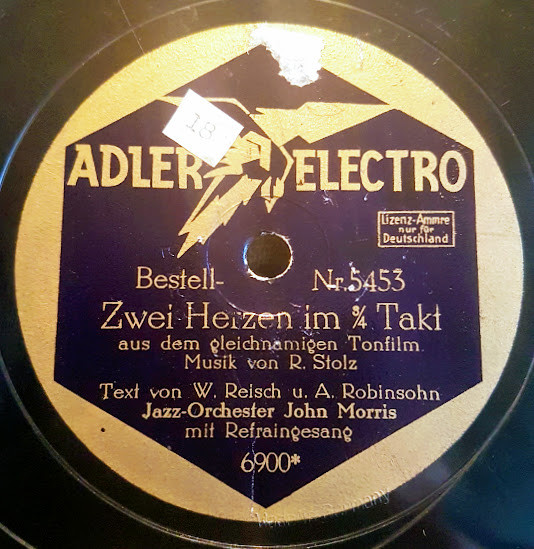 18
ADLER ELECTRO
Lizenz-Ammre
nur für
Deutschland
Bestell- Nr. 5453
Zwei Herzen im ¾ Takt
aus dem gleichnamigen Tonfilm.
Musik von R. Stolz
Text von W. Reisch u. A. Robinsohn
Jazz-Orchester John Morris
mit Refraingesang
6900*
Germany